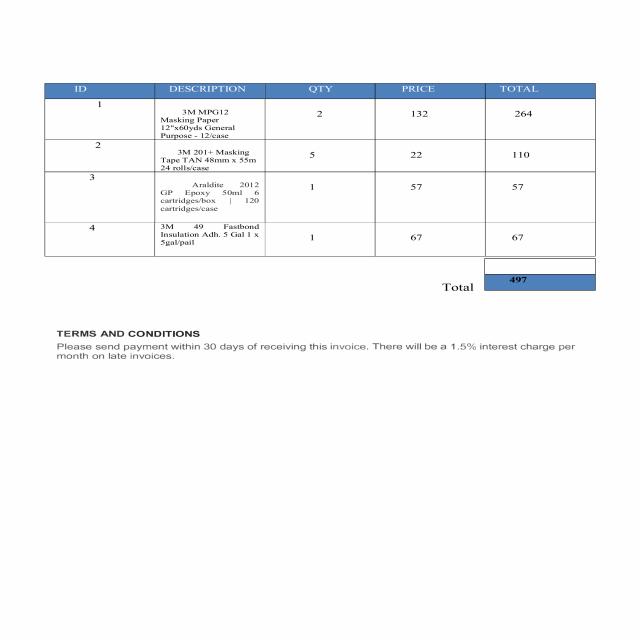 ID DESCRIPTION QTY PRICE TOTAL
1 3M MPG12 2 132 264
Masking Paper
12"x60yds General
Purpose - 12/case
2 3M 201+ Masking 5 22 110
Tape TAN 48mm x 55m
24 rolls/case
3 Araldite 2012 1 57 57
GP Epoxy 50ml 6
cartridges/box | 120
cartridges/case
4 3M 49 Fastbond 1 67 67
Insulation Adh. 5 Gal 1 x
5gal/pail
Total 497
TERMS AND CONDITIONS
Please send payment within 30 days of receiving this invoice. There will be a 1.5% interest charge per
month on late invoices.